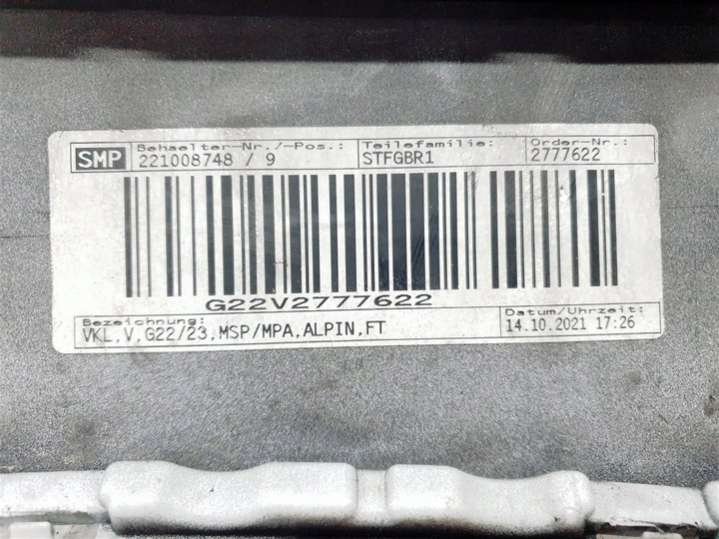 SMP Behaelter-Nr./-Pos.: Teilefamilie: Order-Nr.:
221008748 / 9 STFGBR1 2777622
G22V2777622
Bezeichnung: Datum/Uhrzeit:
VKL,V,G22/23,MSP/MPA,ALPIN,FT 14.10.2021 17:26